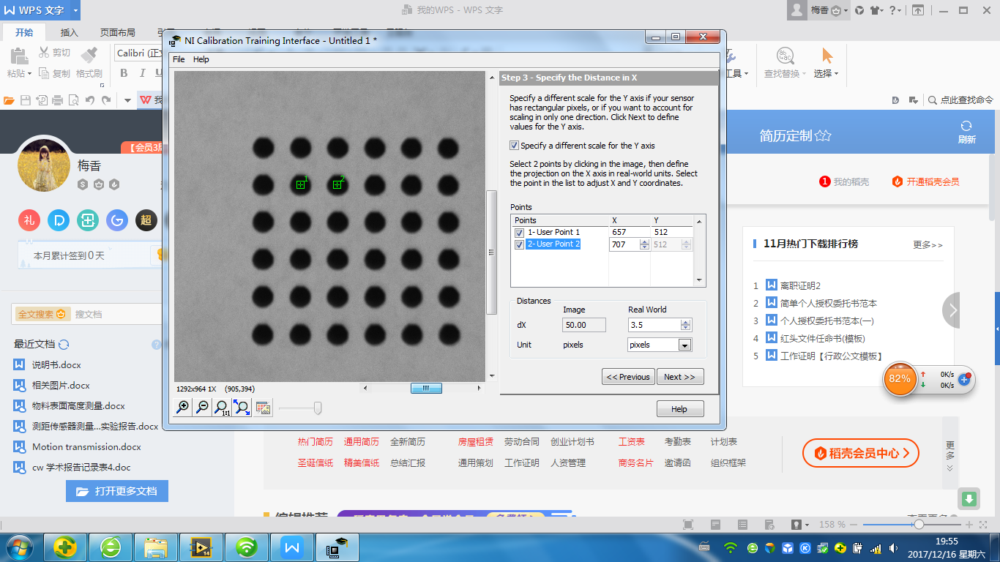 WPS 文字
我的WPS - WPS 文字
梅香
开始
插入
页面布局
NI Calibration Training Interface - Untitled 1 *
File Help
粘贴
剪切
复制
格式刷
Calibri (正文
B I U
工具
查找替换
选择
点此查找命令
Step 3 - Specify the Distance in X
Specify a different scale for the Y axis if your sensor
has rectangular pixels, or if you want to account for
scaling in only one direction. Click Next to define
values for the Y axis.
Specify a different scale for the Y axis
Select 2 points by clicking in the image, then define
the projection on the X axis in real-world units. Select
the point in the list to adjust X and Y coordinates.
Points
Points X Y
1- User Point 1 657 512
2- User Point 2 707 512
Distances
Image Real World
dX 50.00 3.5
Unit pixels pixels
<< Previous Next >>
Help
1 2
1292x964 1X (905,394)
1:1
【会员3周
梅香
礼
超
本月累计签到0天
全文搜索 搜文档
最近文档
说明书.docx
相关图片.docx
物料表面高度测量.docx
测距传感器测量...实验报告.docx
Motion transmission.docx
cw 学术报告记录表4.doc
打开更多文档
简历定制
刷新
1 我的稻壳
开通稻壳会员
11月热门下载排行榜 更多>>
1 离职证明2
2 简单个人授权委托书范本
3 个人授权委托书范本(一)
4 红头文件任命书(模板)
5 工作证明【行政公文模板】
82%
0K/s
0K/s
热门简历 通用简历 全新简历 房屋租赁 劳动合同 创业计划书 工资表 考勤表 计划表
圣诞信纸 精美信纸 总结汇报 通用策划 工作证明 人资管理 商务名片 邀请函 组织框架
稻壳会员中心
更多
编辑推荐
158 %
19:55
2017/12/16 星期六